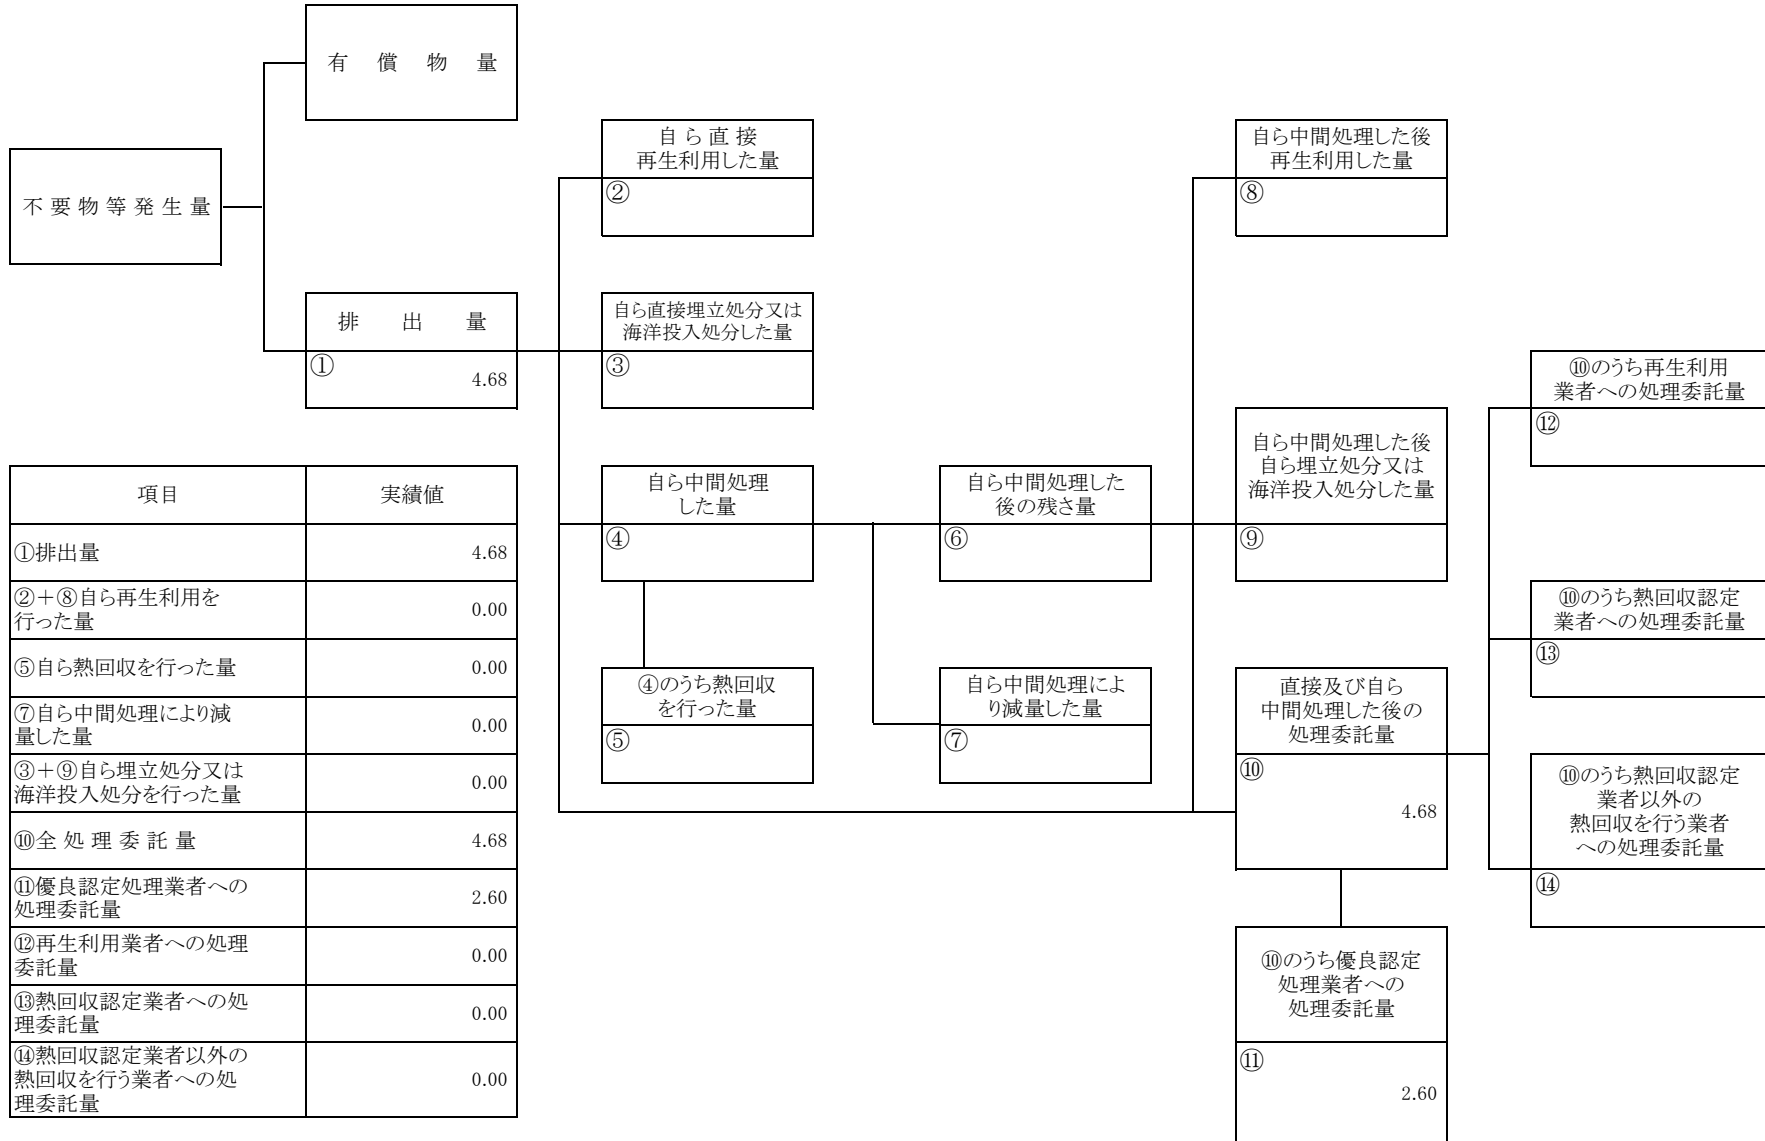 有 償 物 量
不 要 物 等 発 生 量
排 出 量
①
4.68
自 ら 直 接
再生利用した量
②
自ら直接埋立処分又は
海洋投入処分した量
③
自ら中間処理
した量
④
④のうち熱回収
を行った量
⑤
自ら中間処理した
後の残さ量
⑥
自ら中間処理によ
り減量した量
⑦
自ら中間処理した後
再生利用した量
⑧
自ら中間処理した後
自ら埋立処分又は
海洋投入処分した量
⑨
直接及び自ら
中間処理した後の
処理委託量
⑩
4.68
⑩のうち優良認定
処理業者への
処理委託量
⑪
2.60
⑩のうち再生利用
業者への処理委託量
⑫
⑩のうち熱回収認定
業者への処理委託量
⑬
⑩のうち熱回収認定
業者以外の
熱回収を行う業者
への処理委託量
⑭
項目 実績値
①排出量 4.68
②+⑧自ら再生利用を
行った量 0.00
⑤自ら熱回収を行った量 0.00
⑦自ら中間処理により減
量した量 0.00
③+⑨自ら埋立処分又は
海洋投入処分を行った量 0.00
⑩全 処 理 委 託 量 4.68
⑪優良認定処理業者への
処理委託量 2.60
⑫再生利用業者への処理
委託量 0.00
⑬熱回収認定業者への処
理委託量 0.00
⑭熱回収認定業者以外の
熱回収を行う業者への処 0.00
理委託量